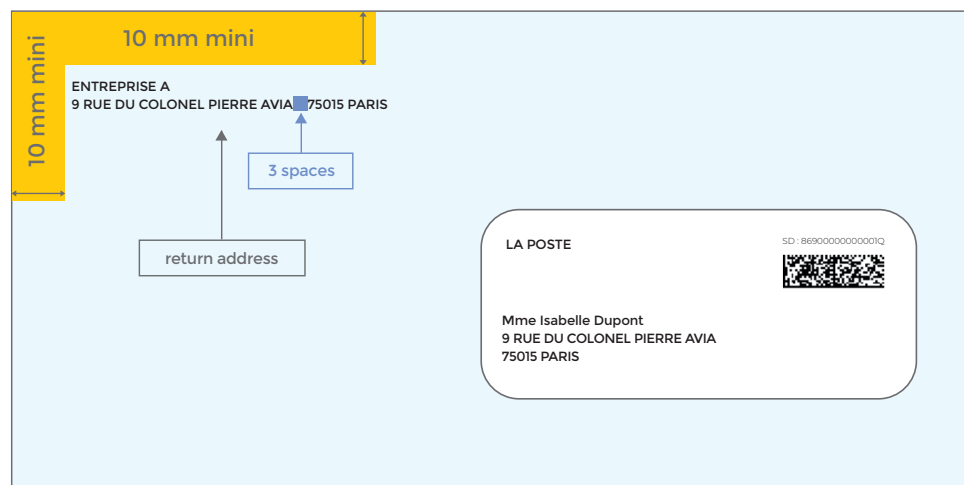 10 mm mini
10 mm mini
ENTREPRISE A
9 RUE DU COLONEL PIERRE AVIA 75015 PARIS
3 spaces
return address
LA POSTE
SD : 86900000000001Q
Mme Isabelle Dupont
9 RUE DU COLONEL PIERRE AVIA
75015 PARIS